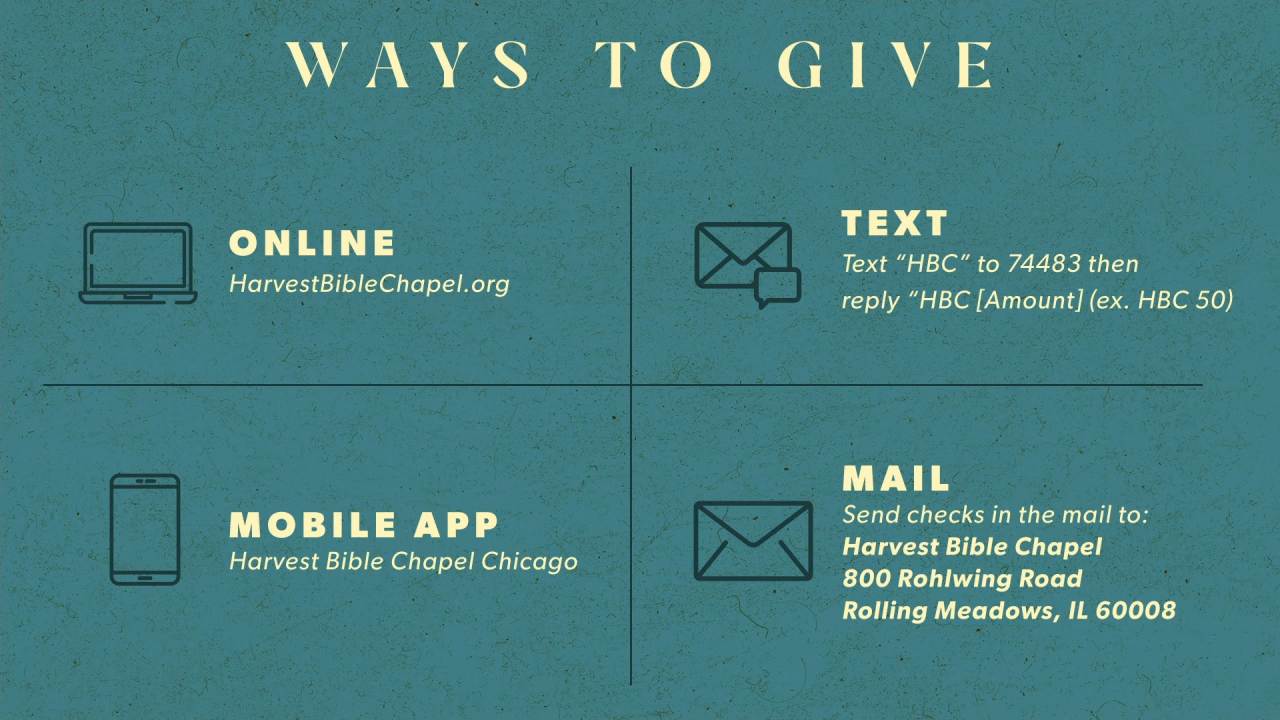 WAYS TO GIVE
ONLINE
HarvestBibleChapel.org
TEXT
Text “HBC” to 74483 then
reply “HBC [Amount] (ex. HBC 50)
MOBILE APP
Harvest Bible Chapel Chicago
MAIL
Send checks in the mail to:
Harvest Bible Chapel
800 Rohlwing Road
Rolling Meadows, IL 60008